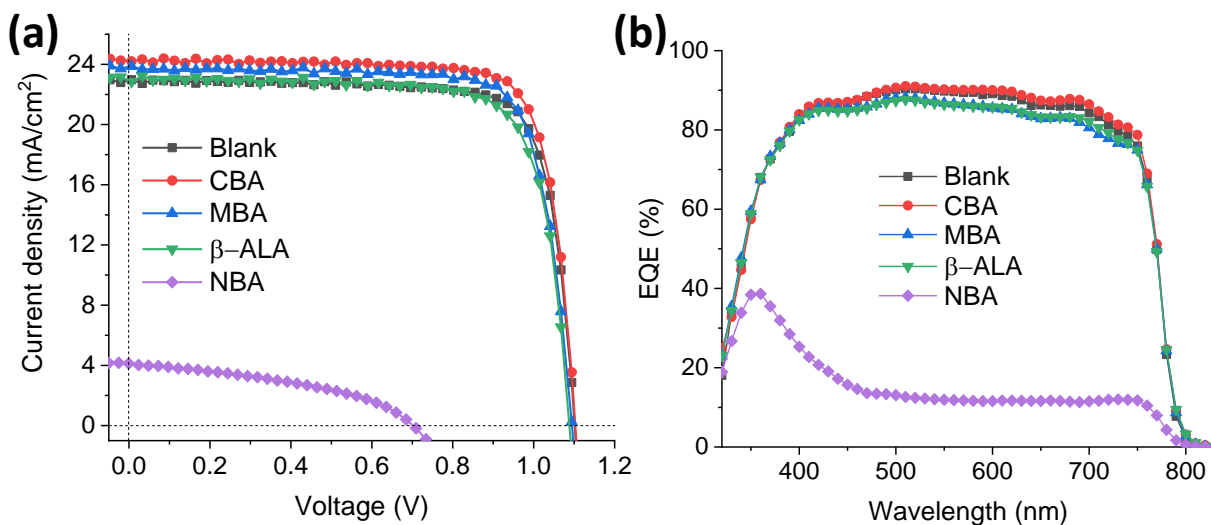 (a)
24
20
16
12
8
4
0
Current density (mA/cm²)
Blank
CBA
MBA
β−ALA
NBA
0.0 0.2 0.4 0.6 0.8 1.0 1.2
Voltage (V)
(b)
100
80
60
40
20
0
EQE (%)
Blank
CBA
MBA
β−ALA
NBA
400 500 600 700 800
Wavelength (nm)